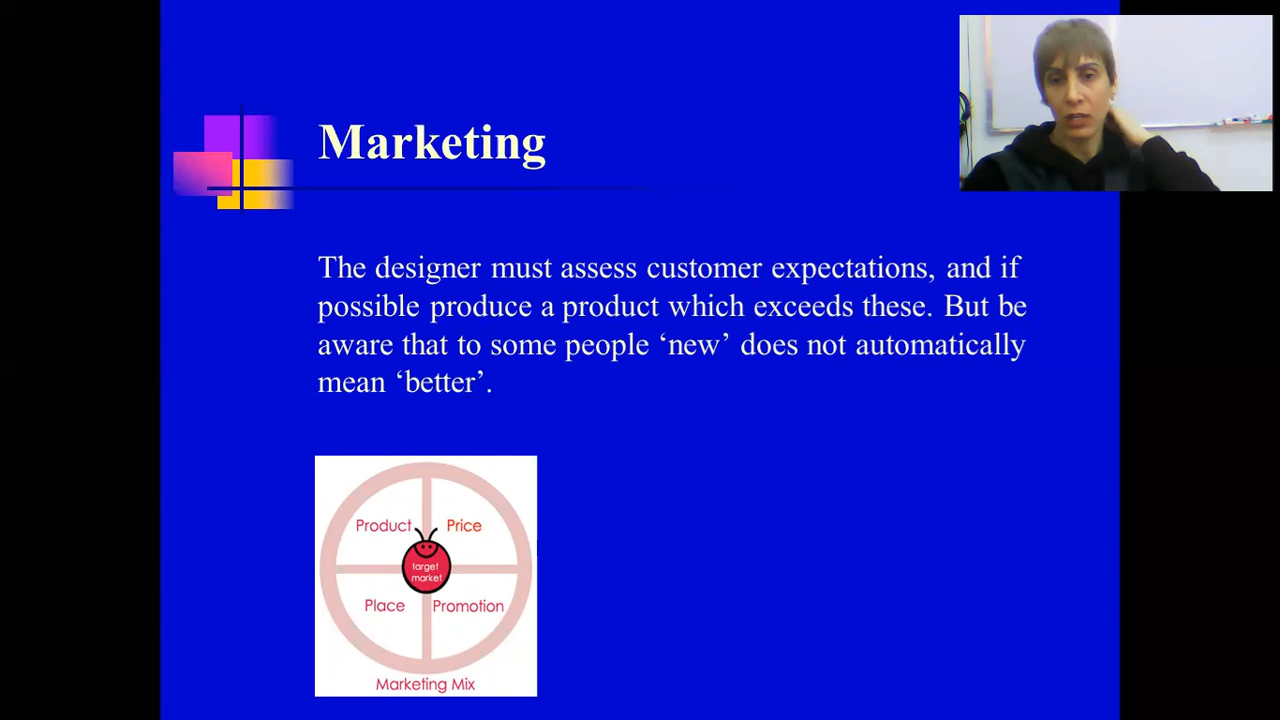 Marketing
The designer must assess customer expectations, and if
possible produce a product which exceeds these. But be
aware that to some people ‘new’ does not automatically
mean ‘better’.
Product Price
target
market
Place Promotion
Marketing Mix